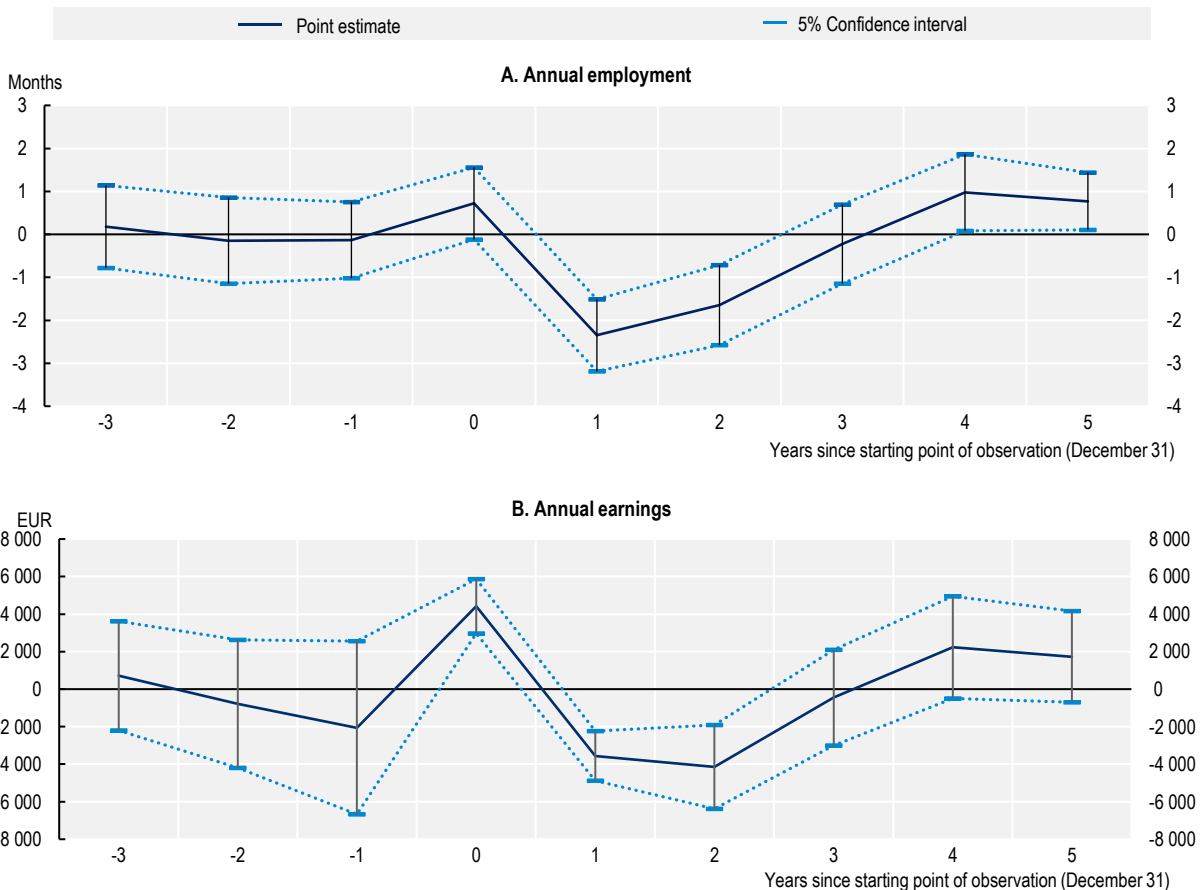 Point estimate 5% Confidence interval
A. Annual employment
Months
3 3
2 2
1 1
0 0
-1 -1
-2 -2
-3 -3
-4 -4
-3 -2 -1 0 1 2 3 4 5
Years since starting point of observation (December 31)
B. Annual earnings
EUR
8 000 8 000
6 000 6 000
4 000 4 000
2 000 2 000
0 0
2 000 -2 000
4 000 -4 000
6 000 -6 000
8 000 -8 000
-3 -2 -1 0 1 2 3 4 5
Years since starting point of observation (December 31)